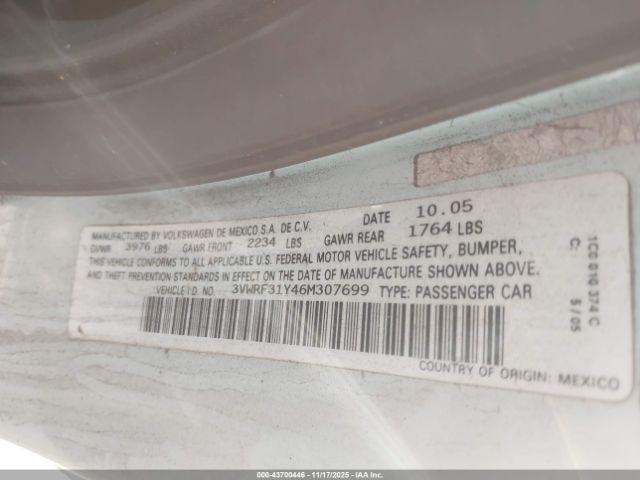 MANUFACTURED BY VOLKSWAGEN DE MEXICO S.A. DE C.V. DATE 10.05
GVWR 3976 LBS GAWR FRONT 2234 LBS GAWR REAR 1764 LBS
THIS VEHICLE CONFORMS
TO ALL APPLICABLE U.S. FEDERAL MOTOR VEHICLE SAFETY, BUMPER,
AND THEFT PREVENTION STANDARDS
IN EFFECT ON THE DATE OF MANUFACTURE SHOWN ABOVE.
VEHICLE I.D. NO. 3VWRF31Y46M307699 TYPE: PASSENGER CAR
COUNTRY OF ORIGIN: MEXICO
1C0 010 374 C
C: 5/05
000-43700446 - 11/17/2025 - IAA Inc.